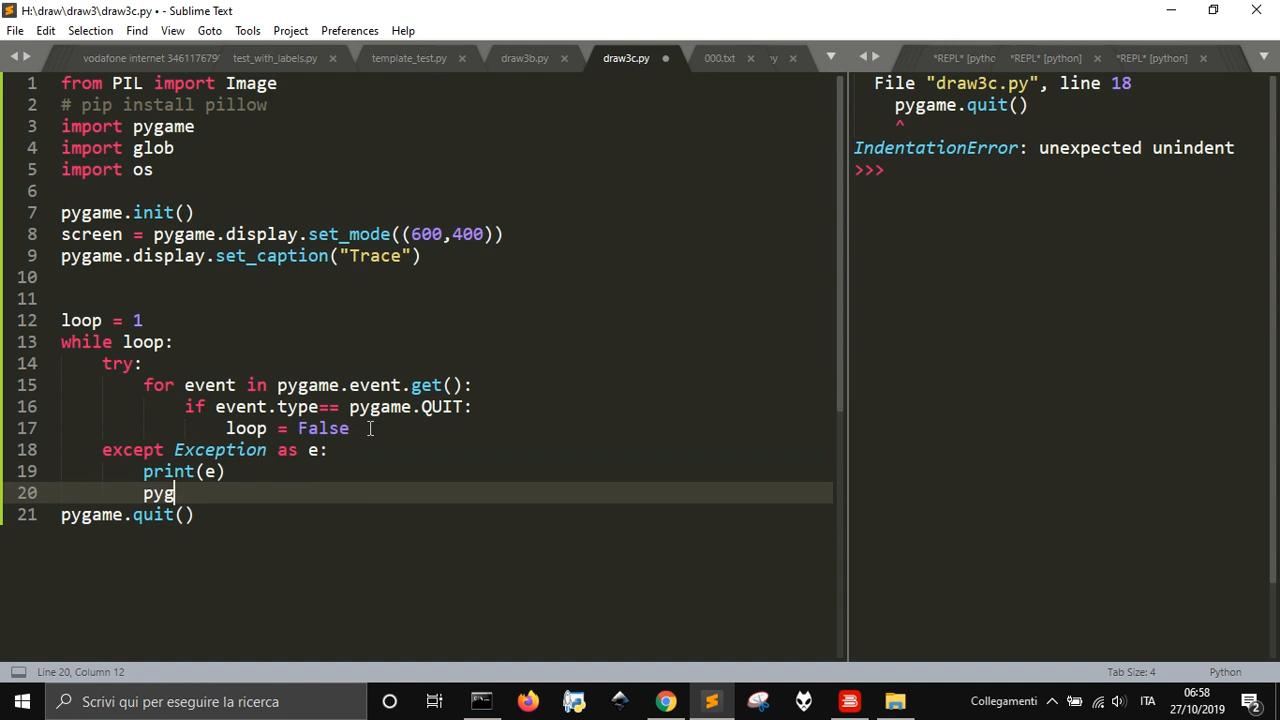 H:\draw\draw3\draw3c.py • - Sublime Text
File Edit Selection Find View Goto Tools Project Preferences Help
vodafone internet 346117679 test_with_labels.py template_test.py draw3b.py draw3c.py 000.txt y *REPL* [pythc *REPL* [python] *REPL* [python]
1 from PIL import Image
2 # pip install pillow
3 import pygame
4 import glob
5 import os
6
7 pygame.init()
8 screen = pygame.display.set_mode((600,400))
9 pygame.display.set_caption("Trace")
10
11
12 loop = 1
13 while loop:
14 try:
15 for event in pygame.event.get():
16 if event.type== pygame.QUIT:
17 loop = False
18 except Exception as e:
19 print(e)
20 pyg
21 pygame.quit()
File "draw3c.py", line 18
pygame.quit()
^
IndentationError: unexpected unindent
>>>
Line 20, Column 12 Tab Size: 4 Python
Scrivi qui per eseguire la ricerca Collegamenti ITA 06:58
27/10/2019 2